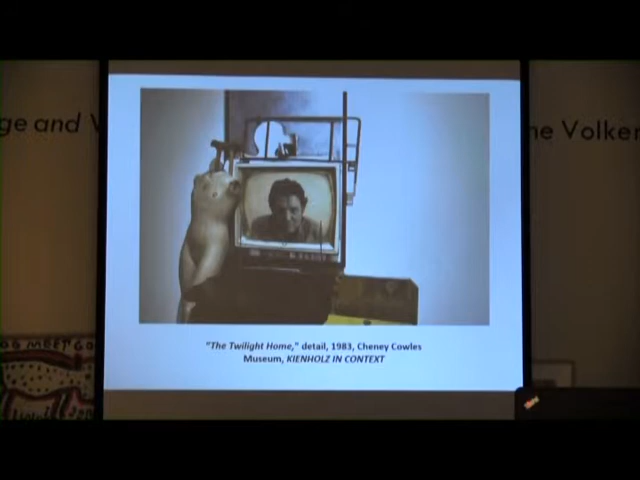 ge and V
ne Volker
"The Twilight Home," detail, 1983, Cheney Cowles
Museum, KIENHOLZ IN CONTEXT